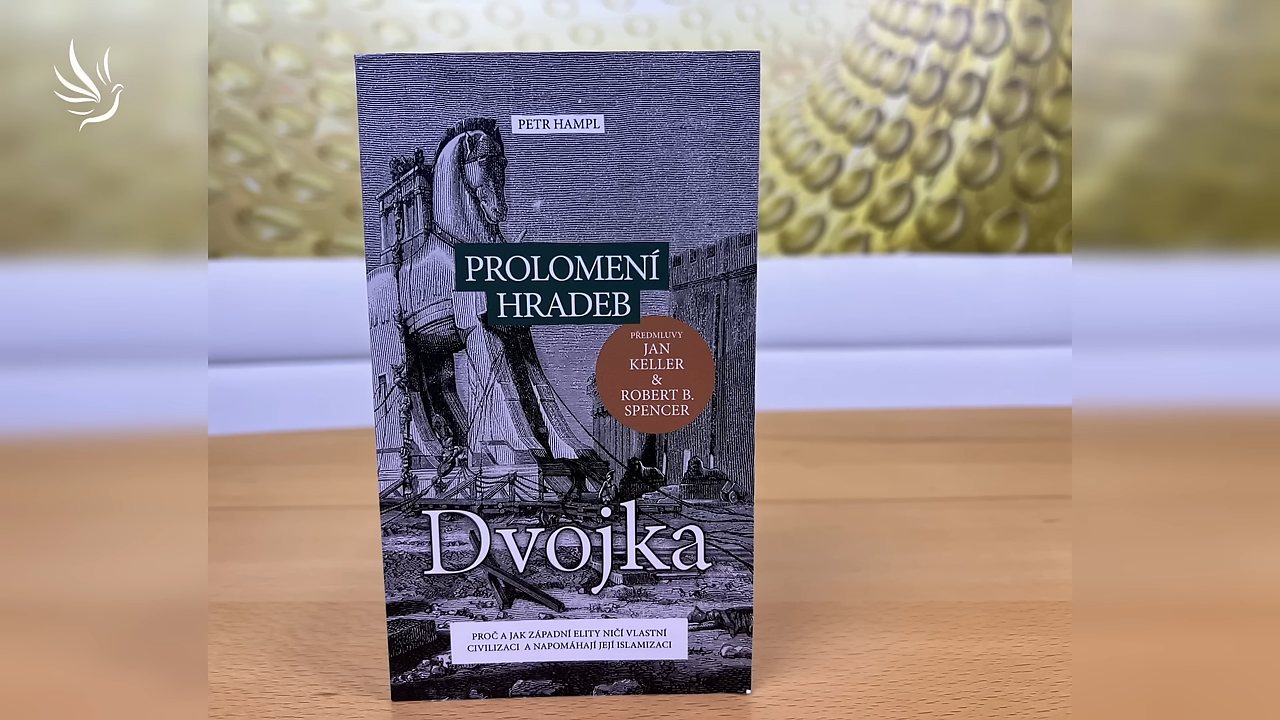 PETR HAMPL
PROLOMENÍ
HRADEB
PŘEDMLUVY
JAN
KELLER
&
ROBERT B.
SPENCER
Dvojka
PROČ A JAK ZÁPADNÍ ELITY NIČÍ VLASTNÍ
CIVILIZACI A NAPOMÁHAJÍ JEJÍ ISLAMIZACI